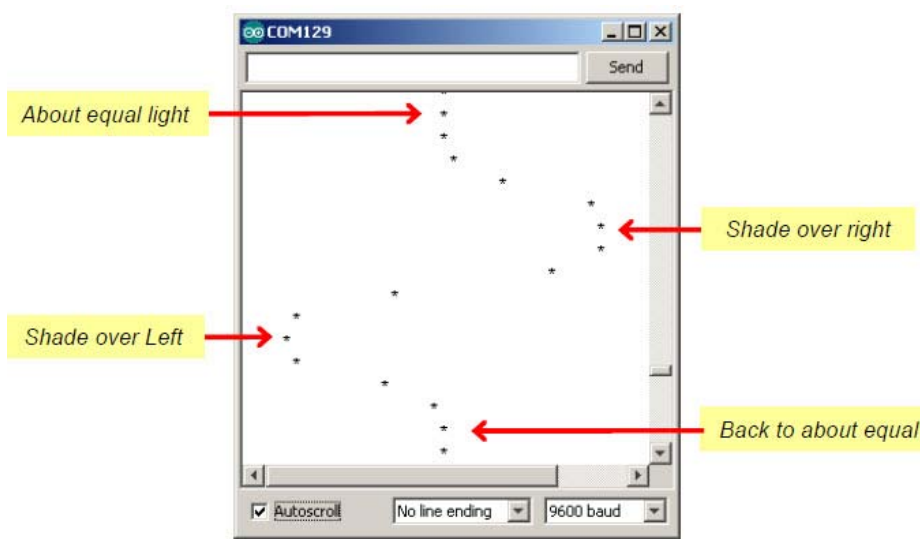 COM129
Send
About equal light
*
*
*
*
*
*
Shade over right
*
*
*
*
*
Shade over Left
*
*
*
*
*
Back to about equal
*
Autoscroll
No line ending
9600 baud